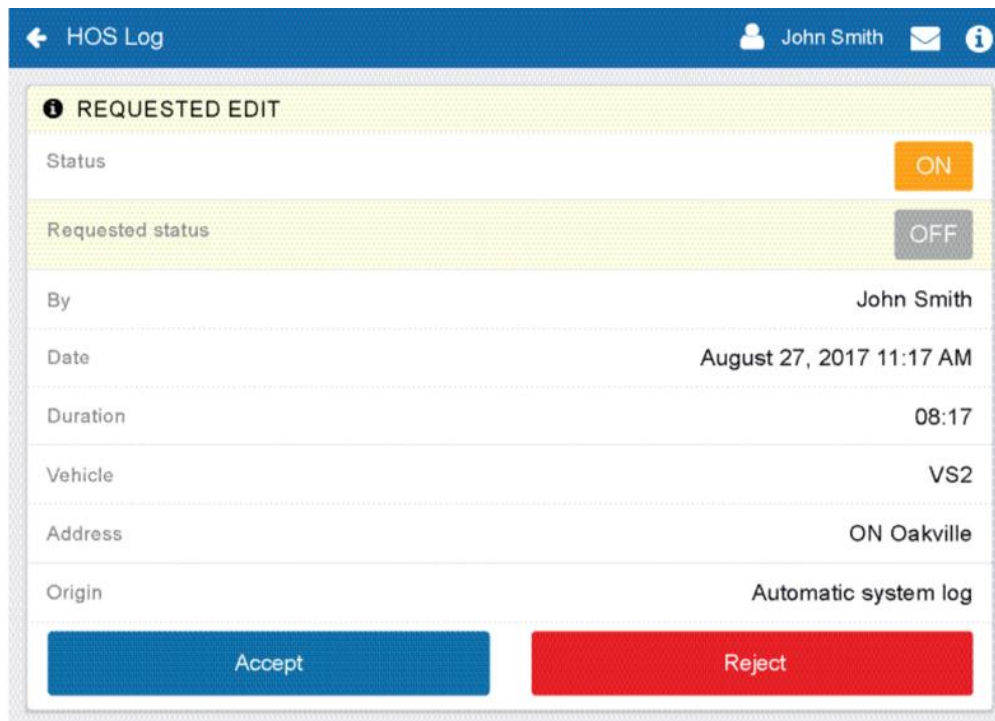 HOS Log John Smith
REQUESTED EDIT
Status ON
Requested status OFF
By John Smith
Date August 27, 2017 11:17 AM
Duration 08:17
Vehicle VS2
Address ON Oakville
Origin Automatic system log
Accept Reject